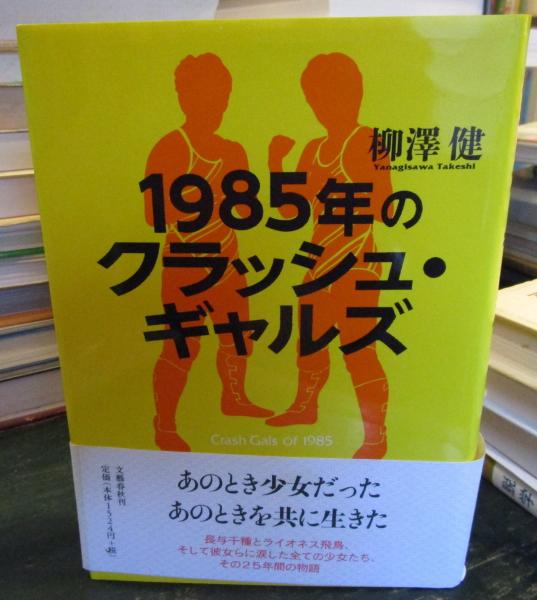 柳澤 健
Yanagisawa Takeshi
1985年の
クラッシュ・
ギャルズ
Crash Gals of 1985
あのとき少女だった
あのときを共に生きた
長与千種とライオネス飛鳥、
そして彼女らに涙した全ての少女たち、
その25年間の物語
文藝春秋刊
定価(本体1524円+税)